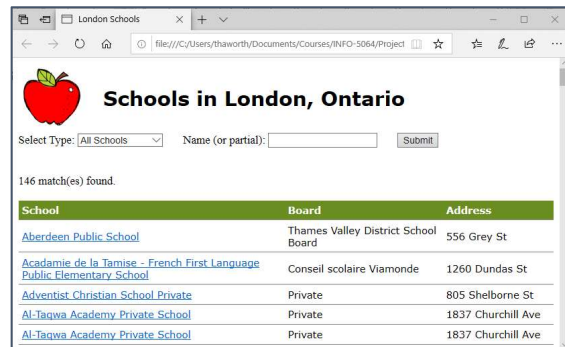 London Schools
file:///C:/Users/thaworth/Documents/Courses/INFO-5064/Project
Schools in London, Ontario
Select Type: All Schools Name (or partial): Submit
146 match(es) found.
School Board Address
Aberdeen Public School Thames Valley District School Board 556 Grey St
Acadamie de la Tamise - French First Language Public Elementary School Conseil scolaire Viamonde 1260 Dundas St
Adventist Christian School Private Private 805 Shelborne St
Al-Taqwa Academy Private School Private 1837 Churchill Ave
Al-Taqwa Academy Private School Private 1837 Churchill Ave